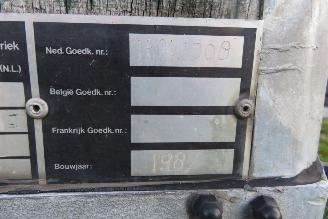 riek
(N.L.)
Ned. Goedk. nr.:
België Goedk. nr.:
Frankrijk Goedk. nr.:
Bouwjaar: